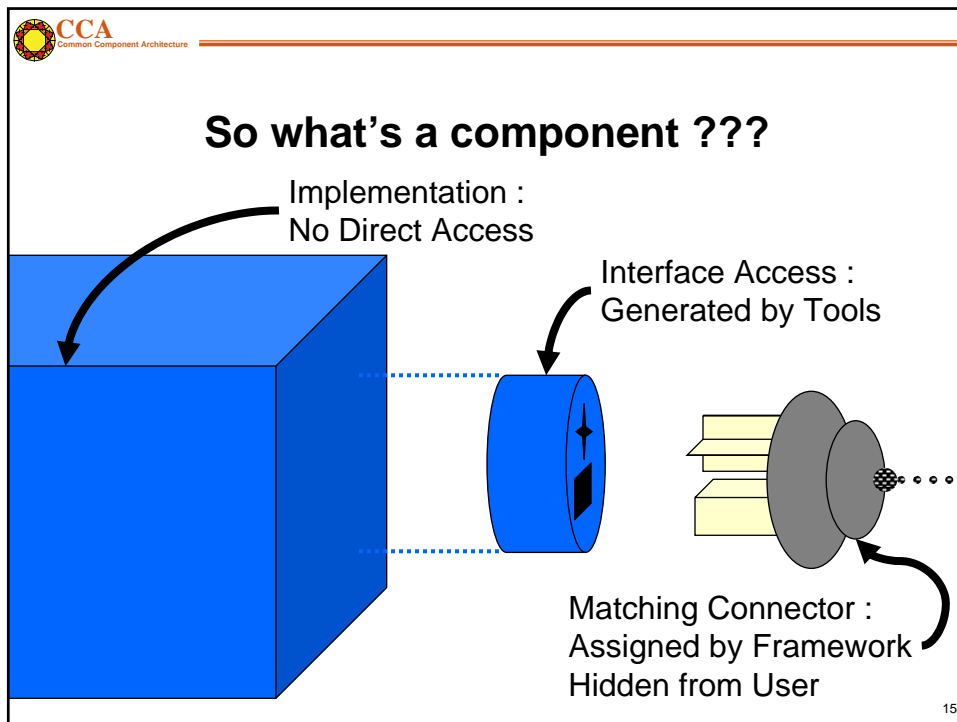 CCA
Common Component Architecture
So what’s a component ???
Implementation :
No Direct Access
Interface Access :
Generated by Tools
Matching Connector :
Assigned by Framework
Hidden from User
15